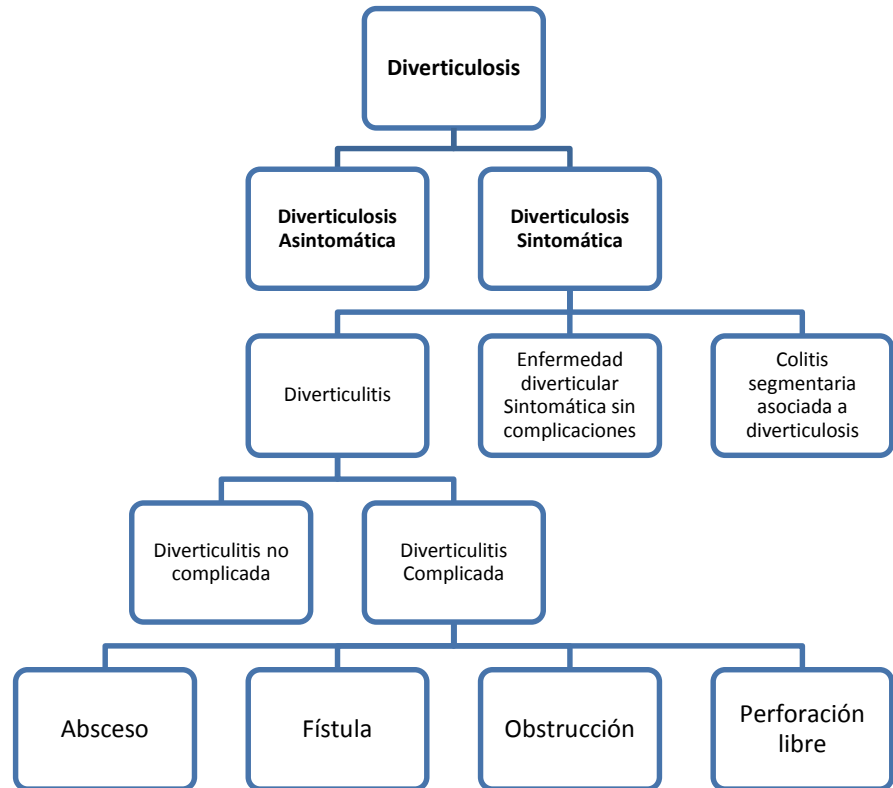 Diverticulosis
Diverticulosis
Asintomática
Diverticulosis
Sintomática
Diverticulitis
Enfermedad
diverticular
Sintomática sin
complicaciones
Colitis
segmentaria
asociada a
diverticulosis
Diverticulitis no
complicada
Diverticulitis
Complicada
Absceso
Fístula
Obstrucción
Perforación
libre